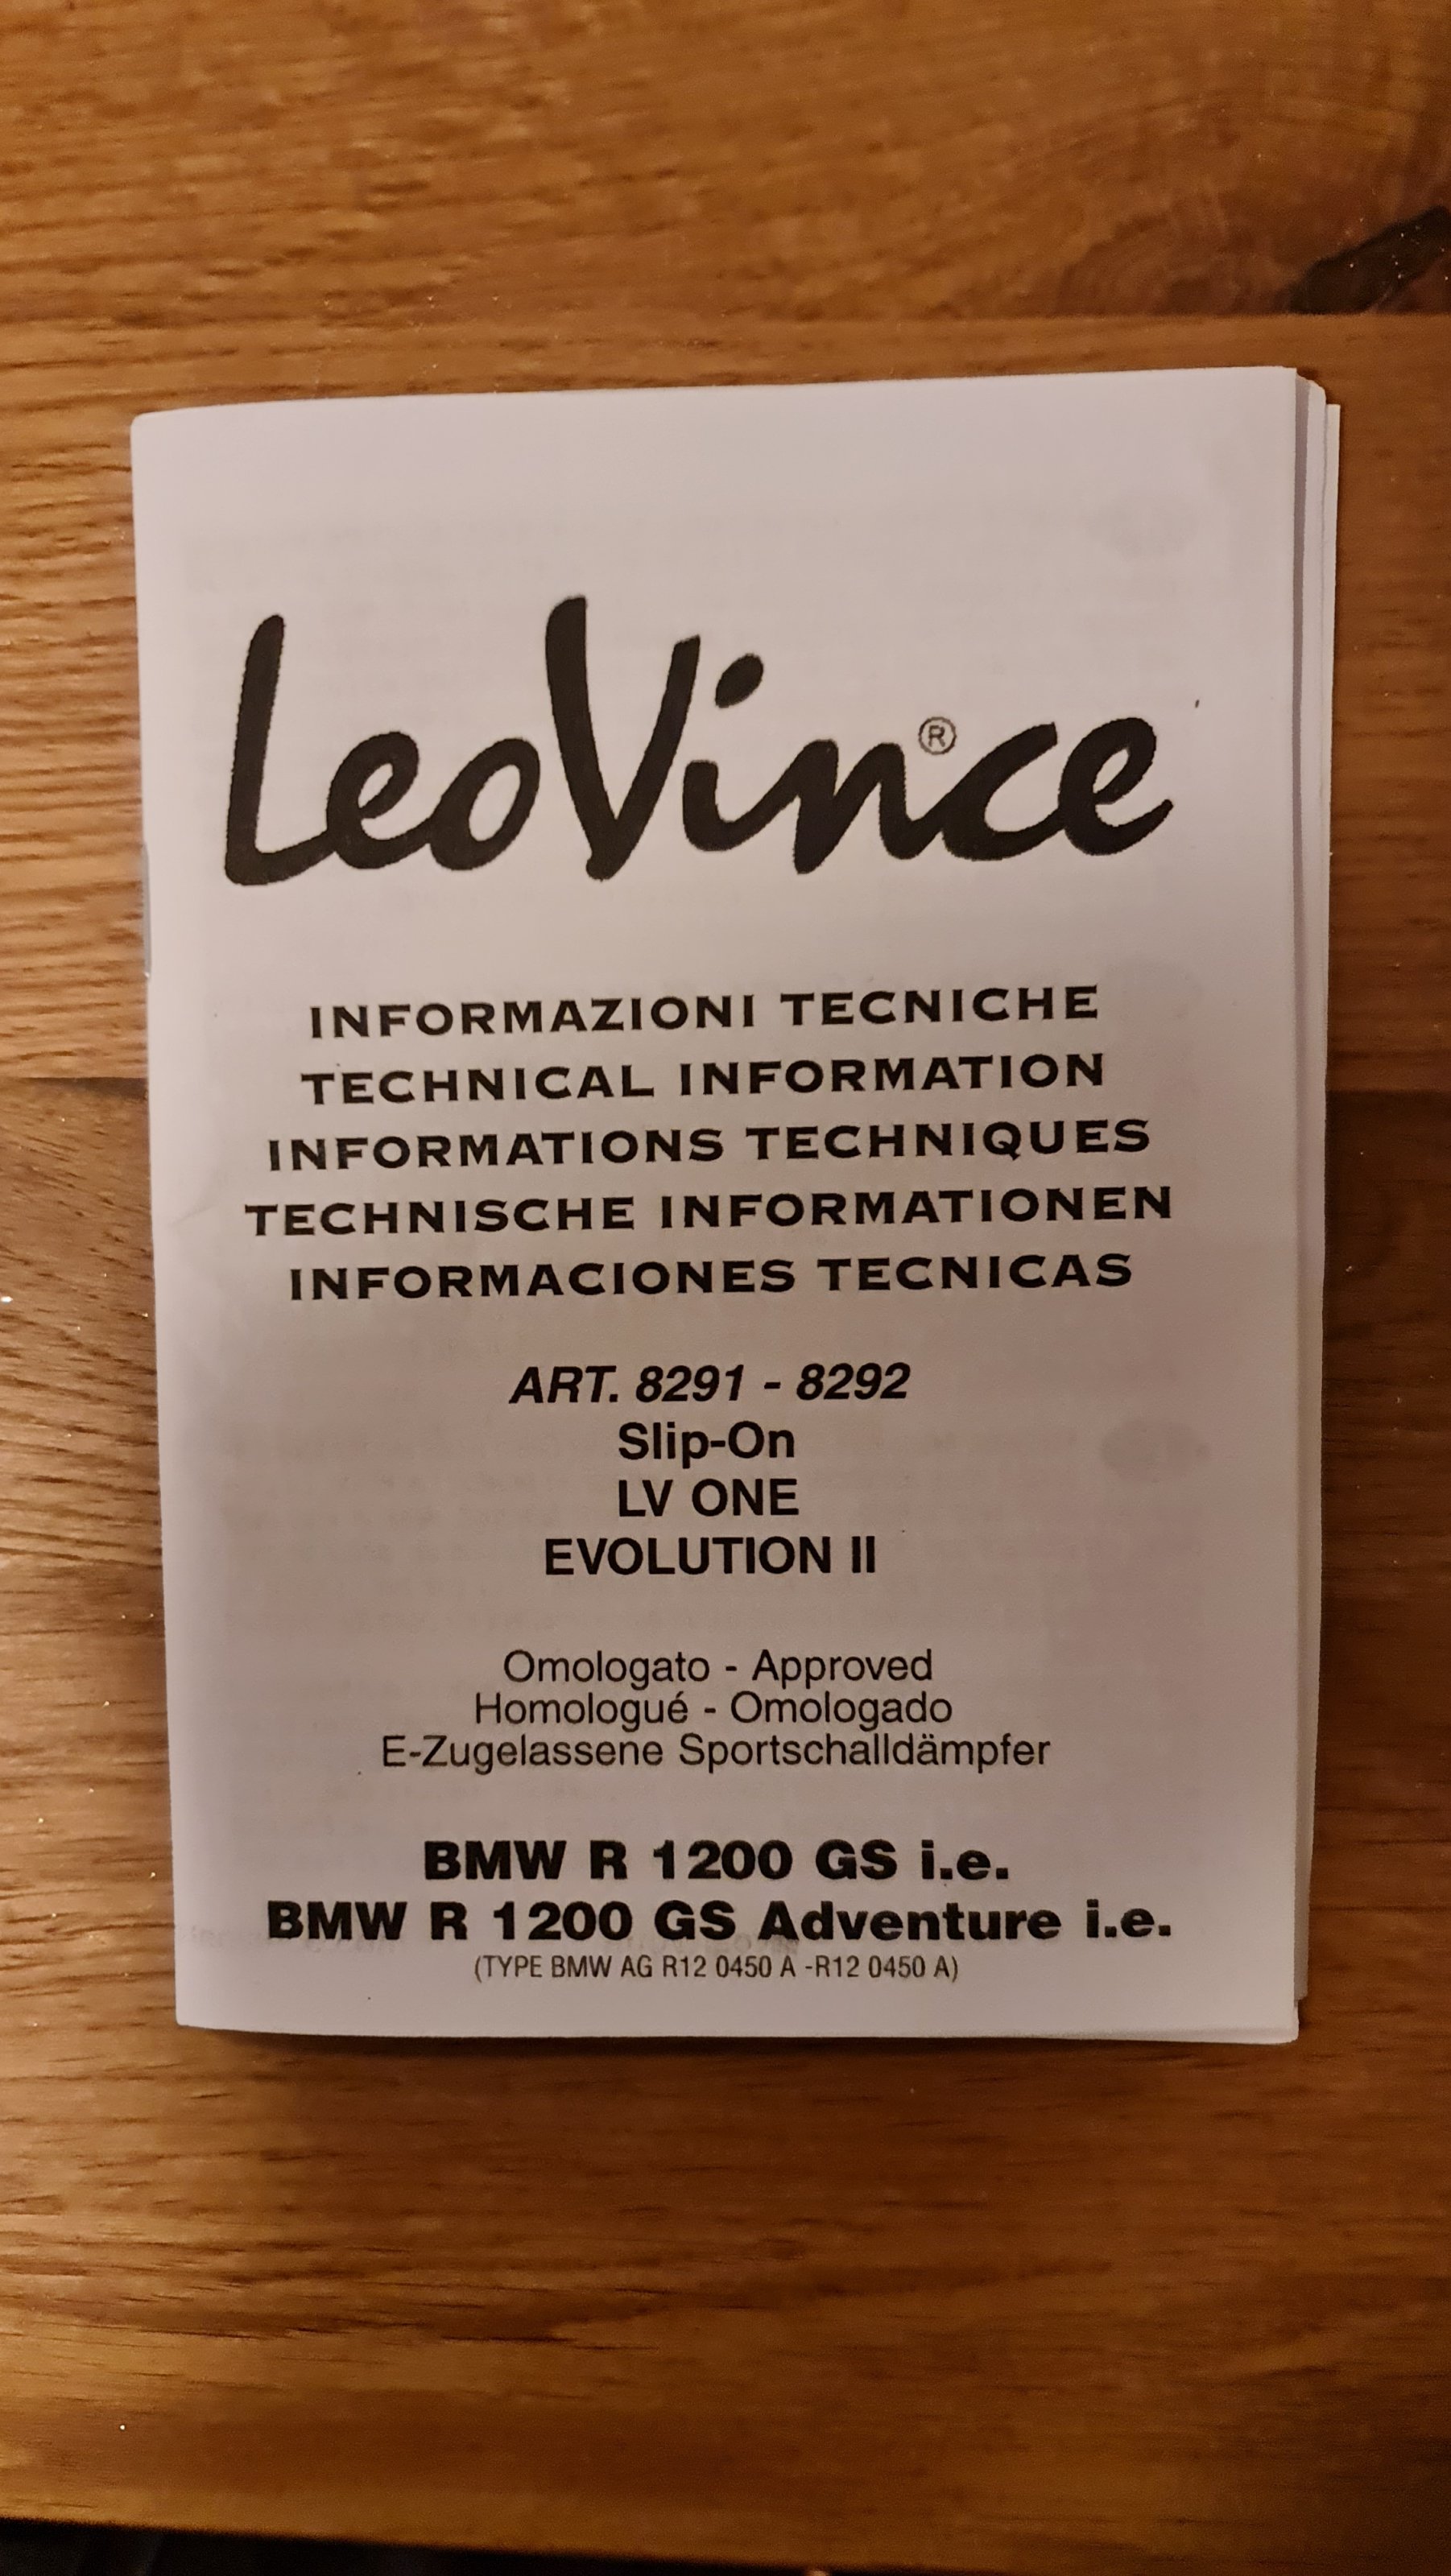 LeoVince®
INFORMAZIONI TECNICHE
TECHNICAL INFORMATION
INFORMATIONS TECHNIQUES
TECHNISCHE INFORMATIONEN
INFORMACIONES TECNICAS
ART. 8291 - 8292
Slip-On
LV ONE
EVOLUTION II
Omologato - Approved
Homologué - Omologado
E-Zugelassene Sportschalldämpfer
BMW R 1200 GS i.e.
BMW R 1200 GS Adventure i.e.
(TYPE BMW AG R12 0450 A -R12 0450 A)